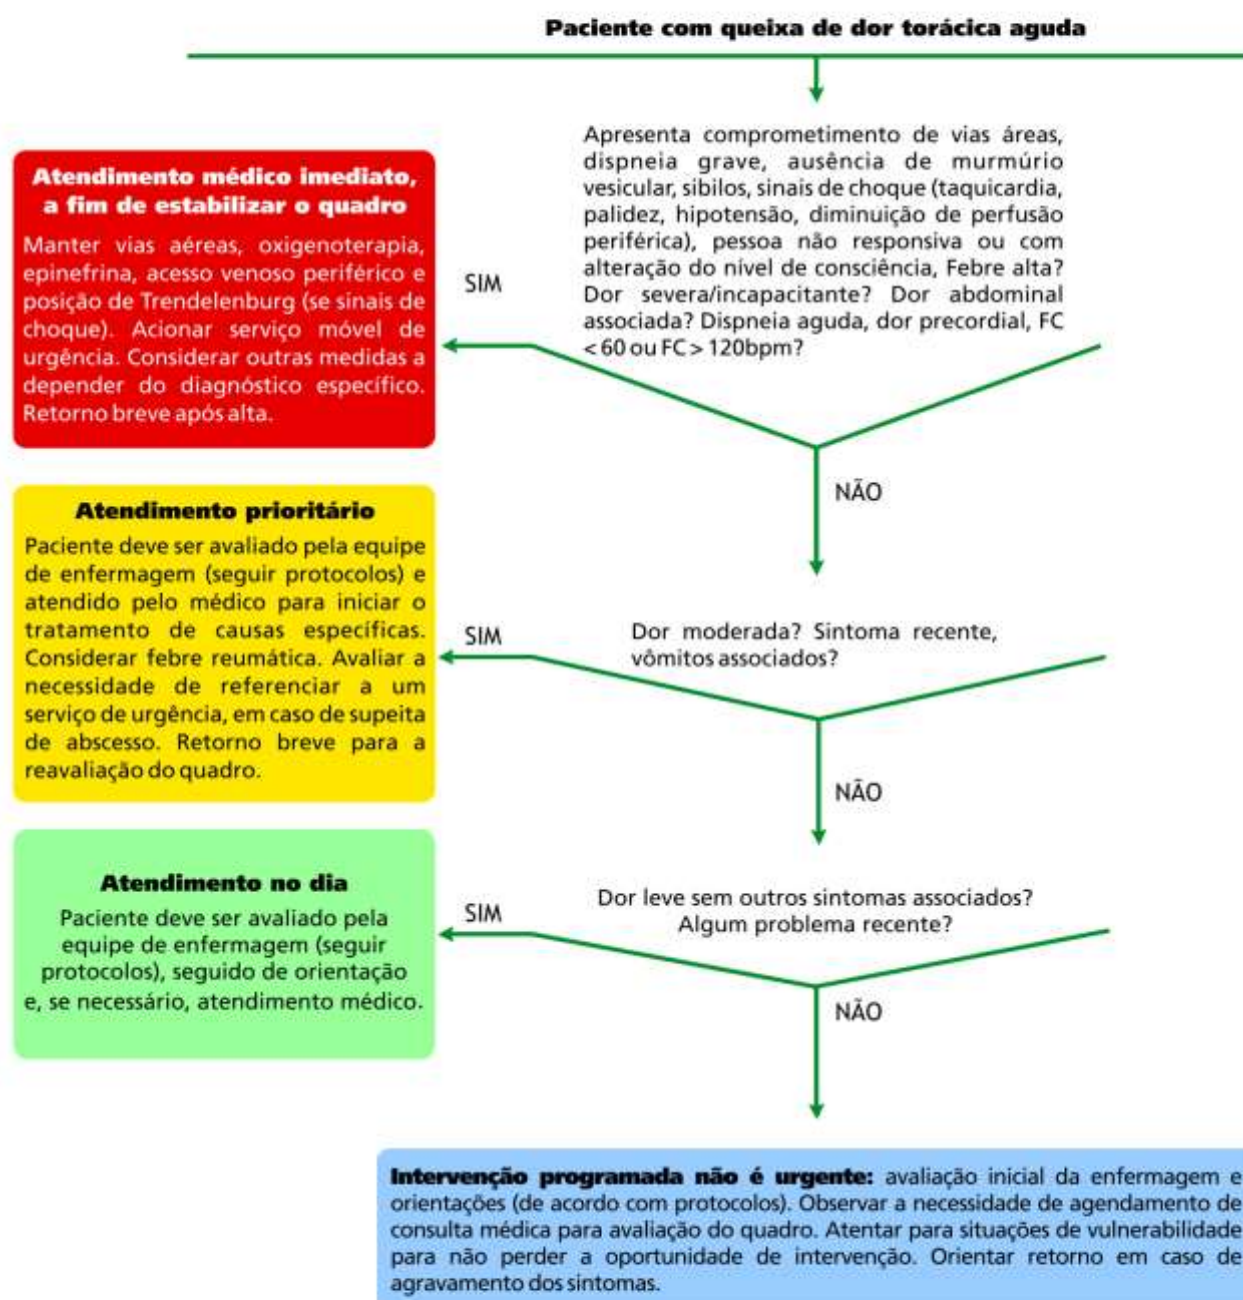 Paciente com queixa de dor torácica aguda
Apresenta comprometimento de vias áreas,
dispneia grave, ausência de murmúrio
vesicular, sibilos, sinais de choque (taquicardia,
palidez, hipotensão, diminuição de perfusão
periférica), pessoa não responsiva ou com
alteração do nível de consciência, Febre alta?
Dor severa/incapacitante? Dor abdominal
associada? Dispneia aguda, dor precordial, FC
< 60 ou FC > 120bpm?
SIM
Atendimento médico imediato,
a fim de estabilizar o quadro
Manter vias aéreas, oxigenoterapia,
epinefrina, acesso venoso periférico e
posição de Trendelenburg (se sinais de
choque). Acionar serviço móvel de
urgência. Considerar outras medidas a
depender do diagnóstico específico.
Retorno breve após alta.
NÃO
Dor moderada? Sintoma recente,
vômitos associados?
SIM
Atendimento prioritário
Paciente deve ser avaliado pela equipe
de enfermagem (seguir protocolos) e
atendido pelo médico para iniciar o
tratamento de causas específicas.
Considerar febre reumática. Avaliar a
necessidade de referenciar a um
serviço de urgência, em caso de supeita
de abscesso. Retorno breve para a
reavaliação do quadro.
NÃO
Dor leve sem outros sintomas associados?
Algum problema recente?
SIM
Atendimento no dia
Paciente deve ser avaliado pela
equipe de enfermagem (seguir
protocolos), seguido de orientação
e, se necessário, atendimento médico.
NÃO
Intervenção programada não é urgente: avaliação inicial da enfermagem e
orientações (de acordo com protocolos). Observar a necessidade de agendamento de
consulta médica para avaliação do quadro. Atentar para situações de vulnerabilidade
para não perder a oportunidade de intervenção. Orientar retorno em caso de
agravamento dos sintomas.